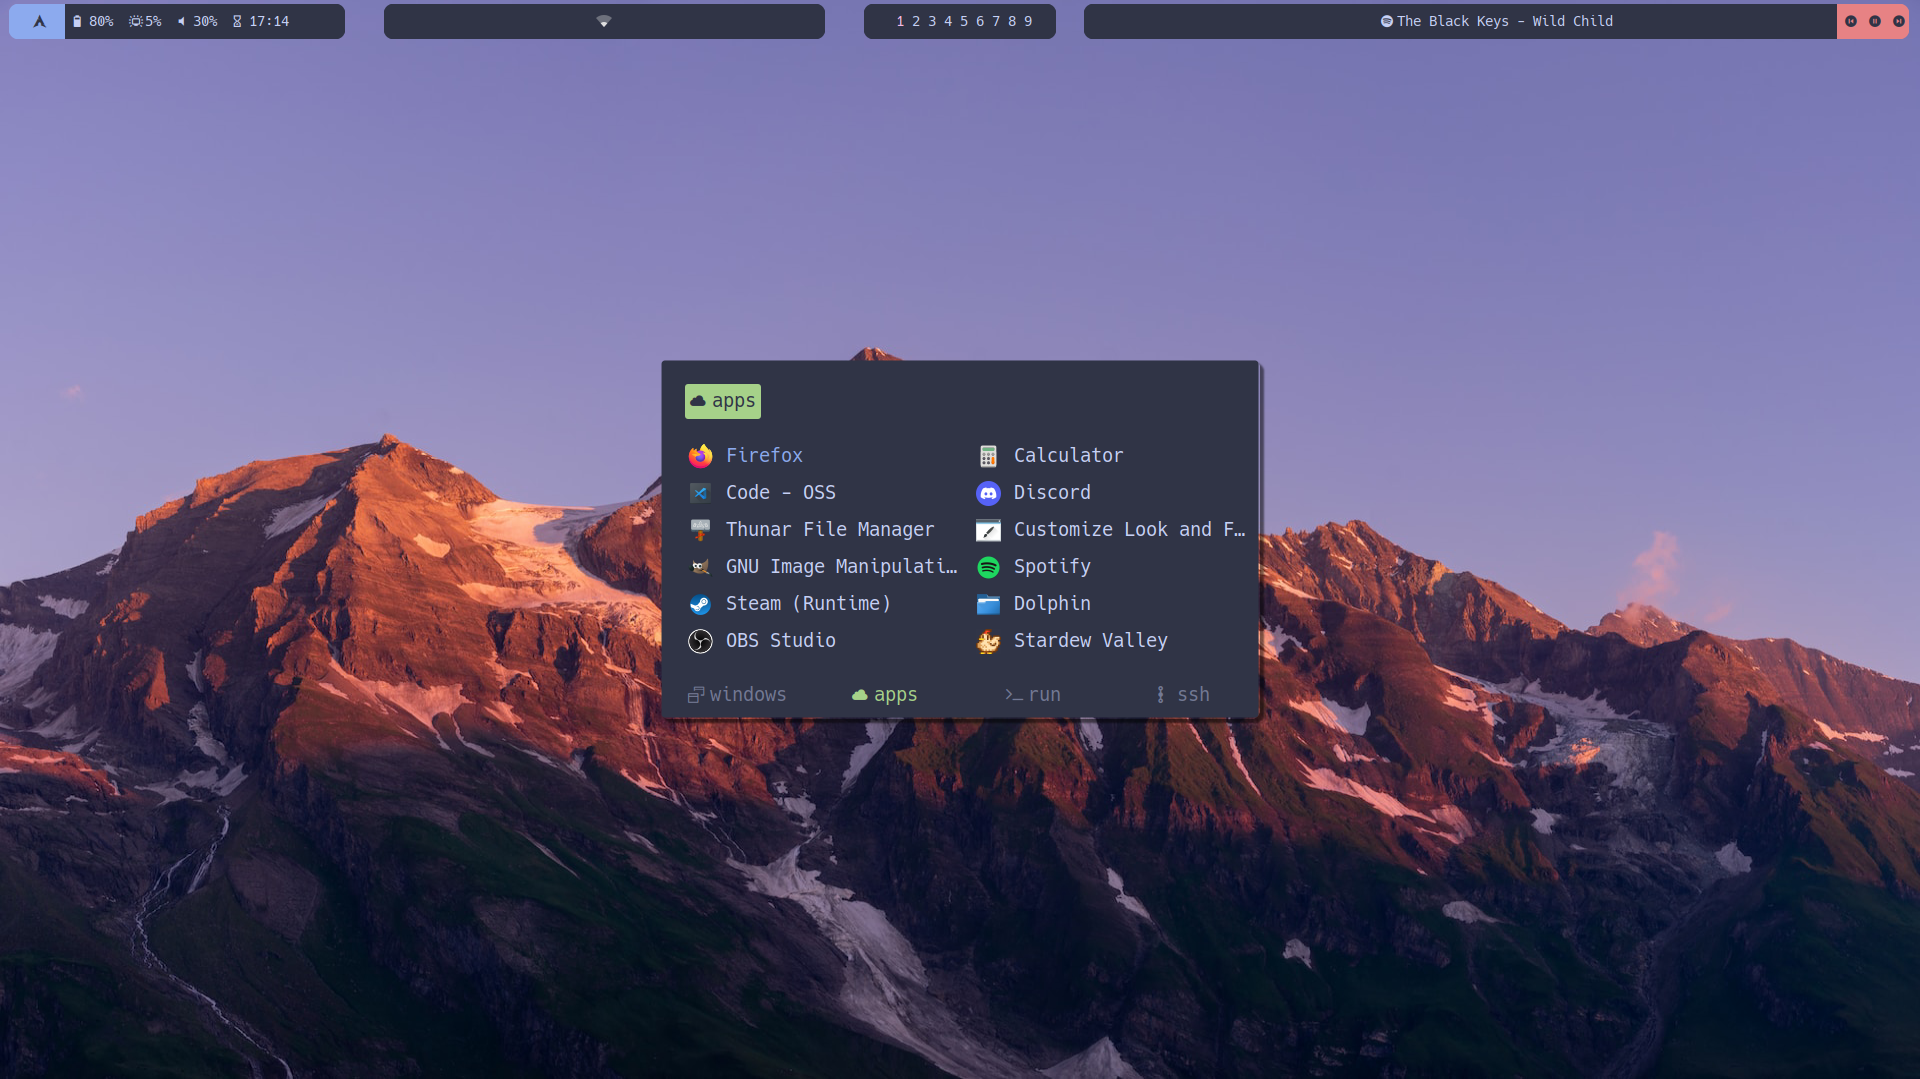 80% 5% 30% 17:14
1 2 3 4 5 6 7 8 9
The Black Keys - Wild Child
apps
Firefox
Calculator
Code - OSS
Discord
Thunar File Manager
Customize Look and F…
GNU Image Manipulati…
Spotify
Steam (Runtime)
Dolphin
OBS Studio
Stardew Valley
windows apps run ssh